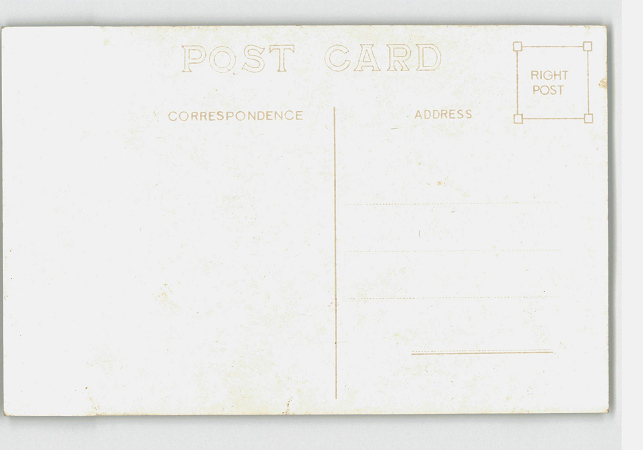 POST CARD
CORRESPONDENCE
ADDRESS
RIGHT
POST